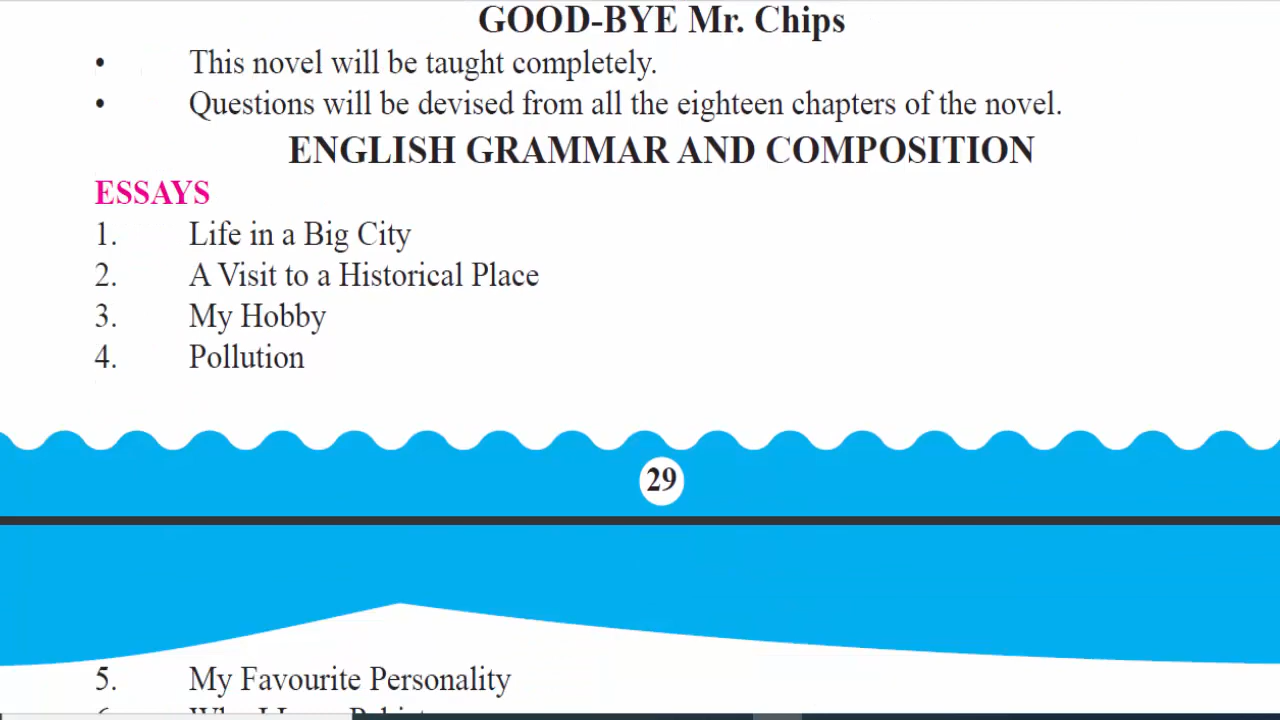 GOOD-BYE Mr. Chips
• This novel will be taught completely.
• Questions will be devised from all the eighteen chapters of the novel.
ENGLISH GRAMMAR AND COMPOSITION
ESSAYS
1. Life in a Big City
2. A Visit to a Historical Place
3. My Hobby
4. Pollution
29
5. My Favourite Personality